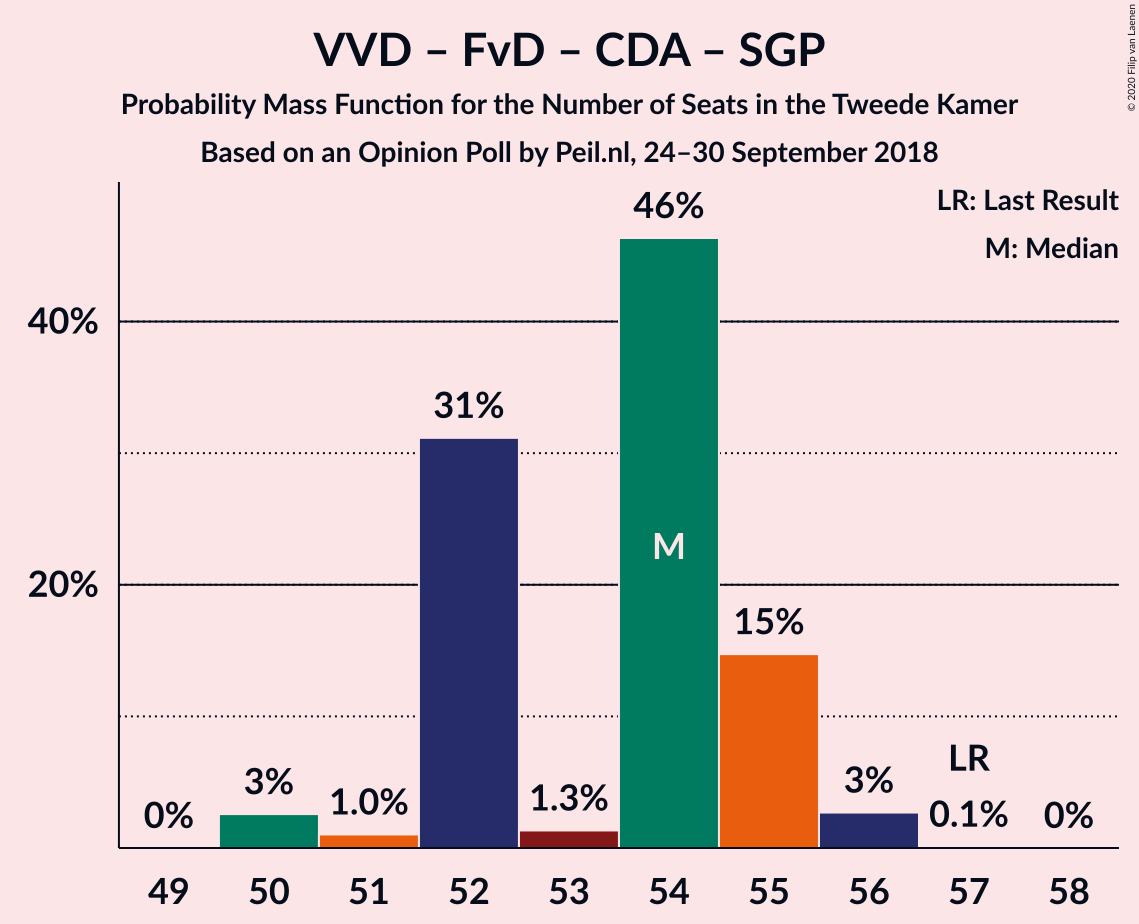 VVD – FvD – CDA – SGP
Probability Mass Function for the Number of Seats in the Tweede Kamer
Based on an Opinion Poll by Peil.nl, 24–30 September 2018
© 2020 Filip van Laenen
LR: Last Result
M: Median
40%
20%
0%
3%
1.0%
31%
1.3%
46%
M
15%
3%
LR
0.1%
0%
49 50 51 52 53 54 55 56 57 58